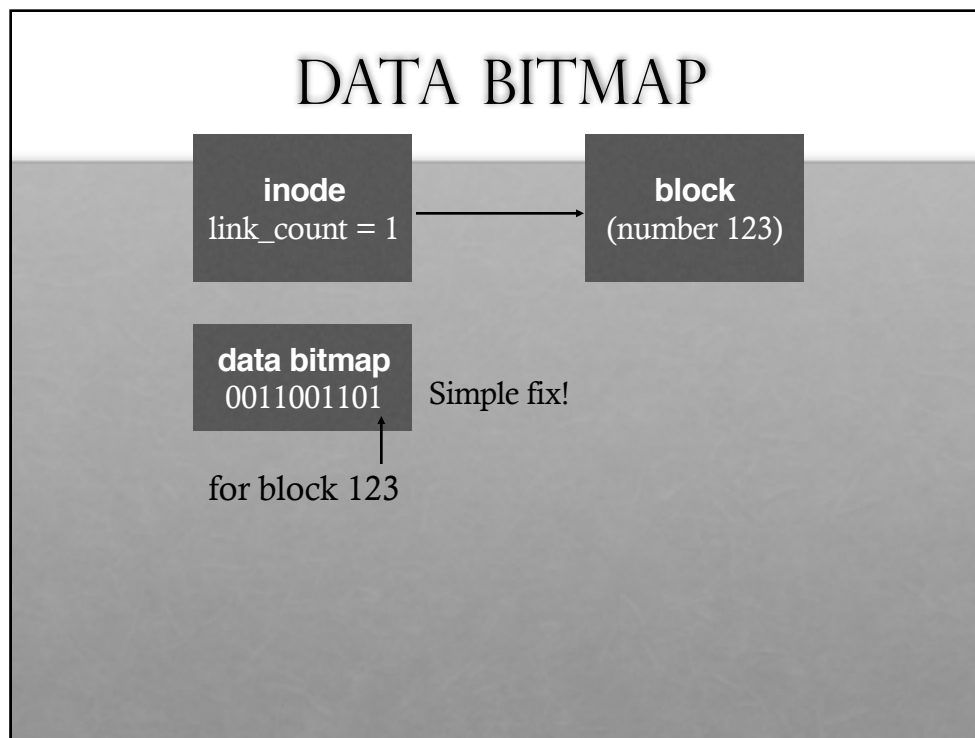 DATA BITMAP
inode
link_count = 1
block
(number 123)
data bitmap
0011001101
Simple fix!
for block 123